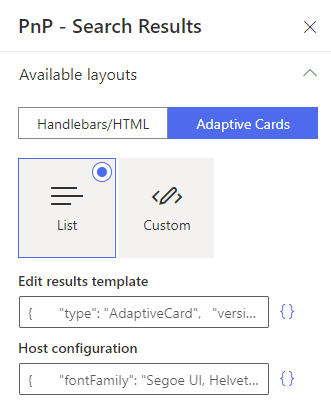 PnP - Search Results
Available layouts
Handlebars/HTML Adaptive Cards
List Custom
Edit results template
{ "type": "AdaptiveCard", "versi...
{}
Host configuration
{ "fontFamily": "Segoe UI, Helvet...
{}